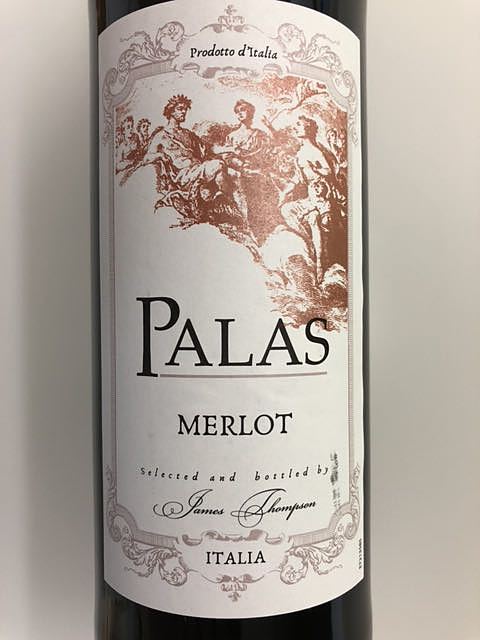 Prodotto d'Italia
PALAS
MERLOT
Selected and bottled by
James Thompson
ITALIA